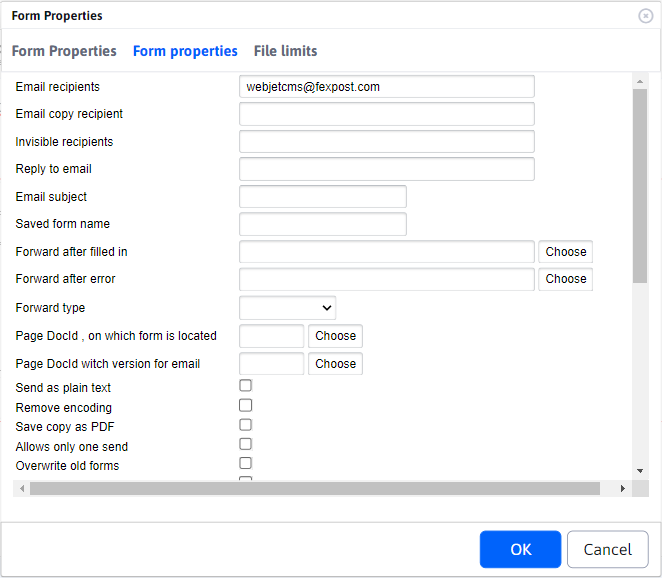 Form Properties
Form Properties Form properties File limits
Email recipients webjetcms@fexpost.com
Email copy recipient
Invisible recipients
Reply to email
Email subject
Saved form name
Forward after filled in Choose
Forward after error Choose
Forward type
Page DocId , on which form is located Choose
Page DocId witch version for email Choose
Send as plain text
Remove encoding
Save copy as PDF
Allows only one send
Overwrite old forms
OK Cancel